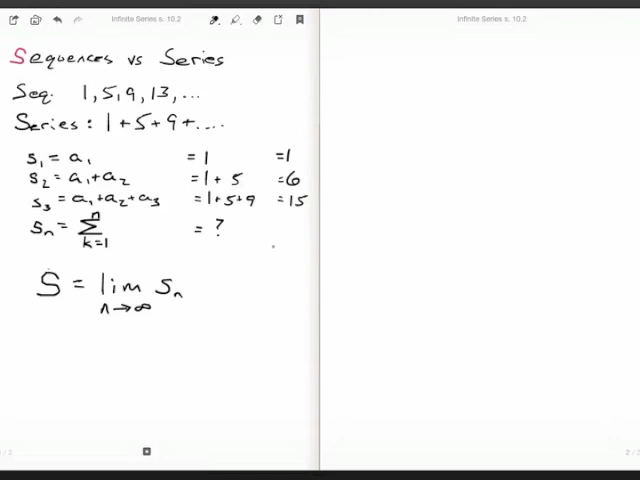 Infinite Series s. 10.2
Infinite Series s. 10.2
Sequences vs Series
Seq. 1, 5, 9, 13, ...
Series: 1 + 5 + 9 + ....
s₁ = a₁ = 1 = 1
s₂ = a₁ + a₂ = 1 + 5 = 6
s₃ = a₁ + a₂ + a₃ = 1 + 5 + 9 = 15
sₙ = n Σ k=1 = ?
S = lim n→∞ sₙ